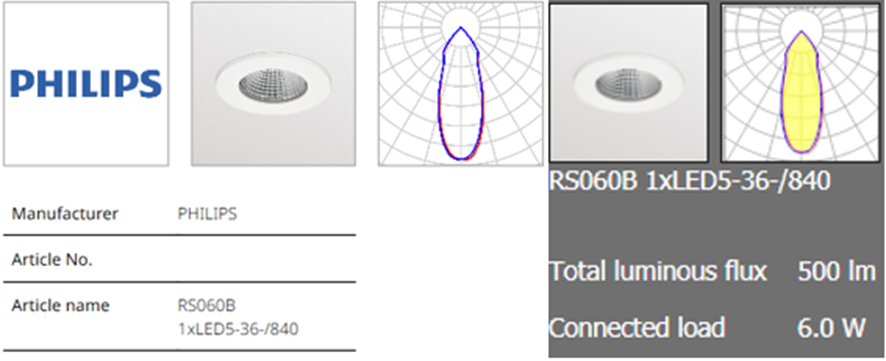 PHILIPS
Manufacturer PHILIPS
Article No.
Article name RS060B
1xLED5-36-/840
RS060B 1xLED5-36-/840
Total luminous flux 500 lm
Connected load 6.0 W